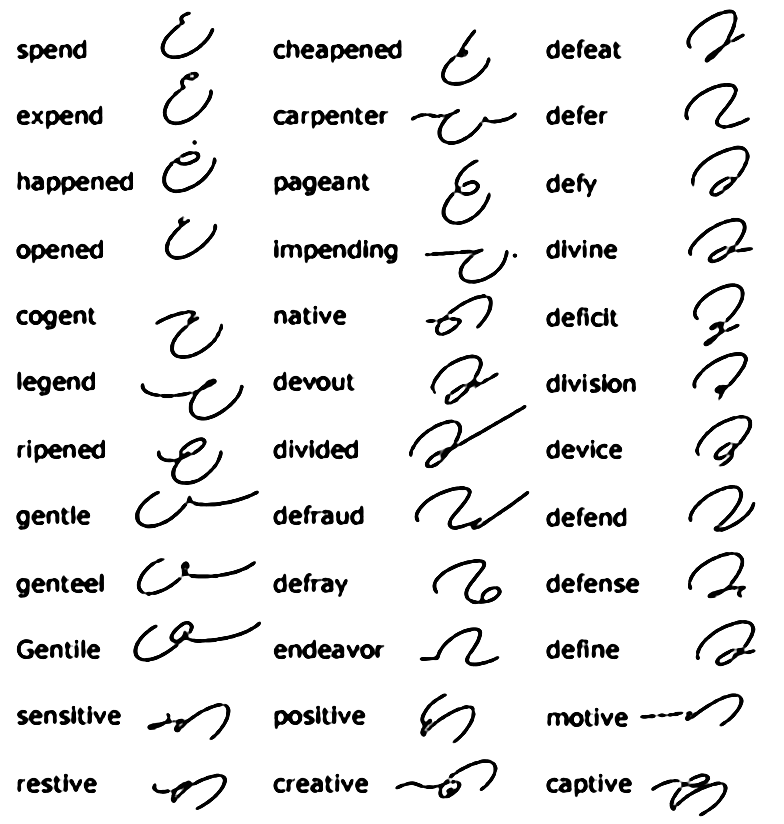 spend cheapened defeat
expend carpenter defer
happened pageant defy
opened impending divine
cogent native deficit
legend devout division
ripened divided device
gentle defraud defend
genteel defray defense
Gentile endeavor define
sensitive positive motive
restive creative captive